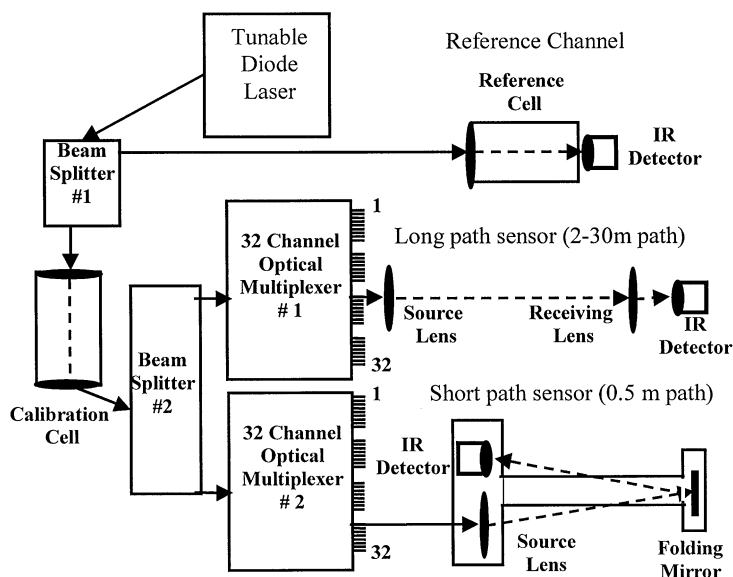 Tunable
Diode
Laser
Reference Channel
Reference
Cell
IR
Detector
Beam
Splitter
#1
1
32 Channel
Optical
Multiplexer
# 1
32
Long path sensor (2-30m path)
Source
Lens
Receiving
Lens
IR
Detector
Calibration
Cell
Beam
Splitter
#2
1
32 Channel
Optical
Multiplexer
# 2
32
Short path sensor (0.5 m path)
IR
Detector
Source
Lens
Folding
Mirror